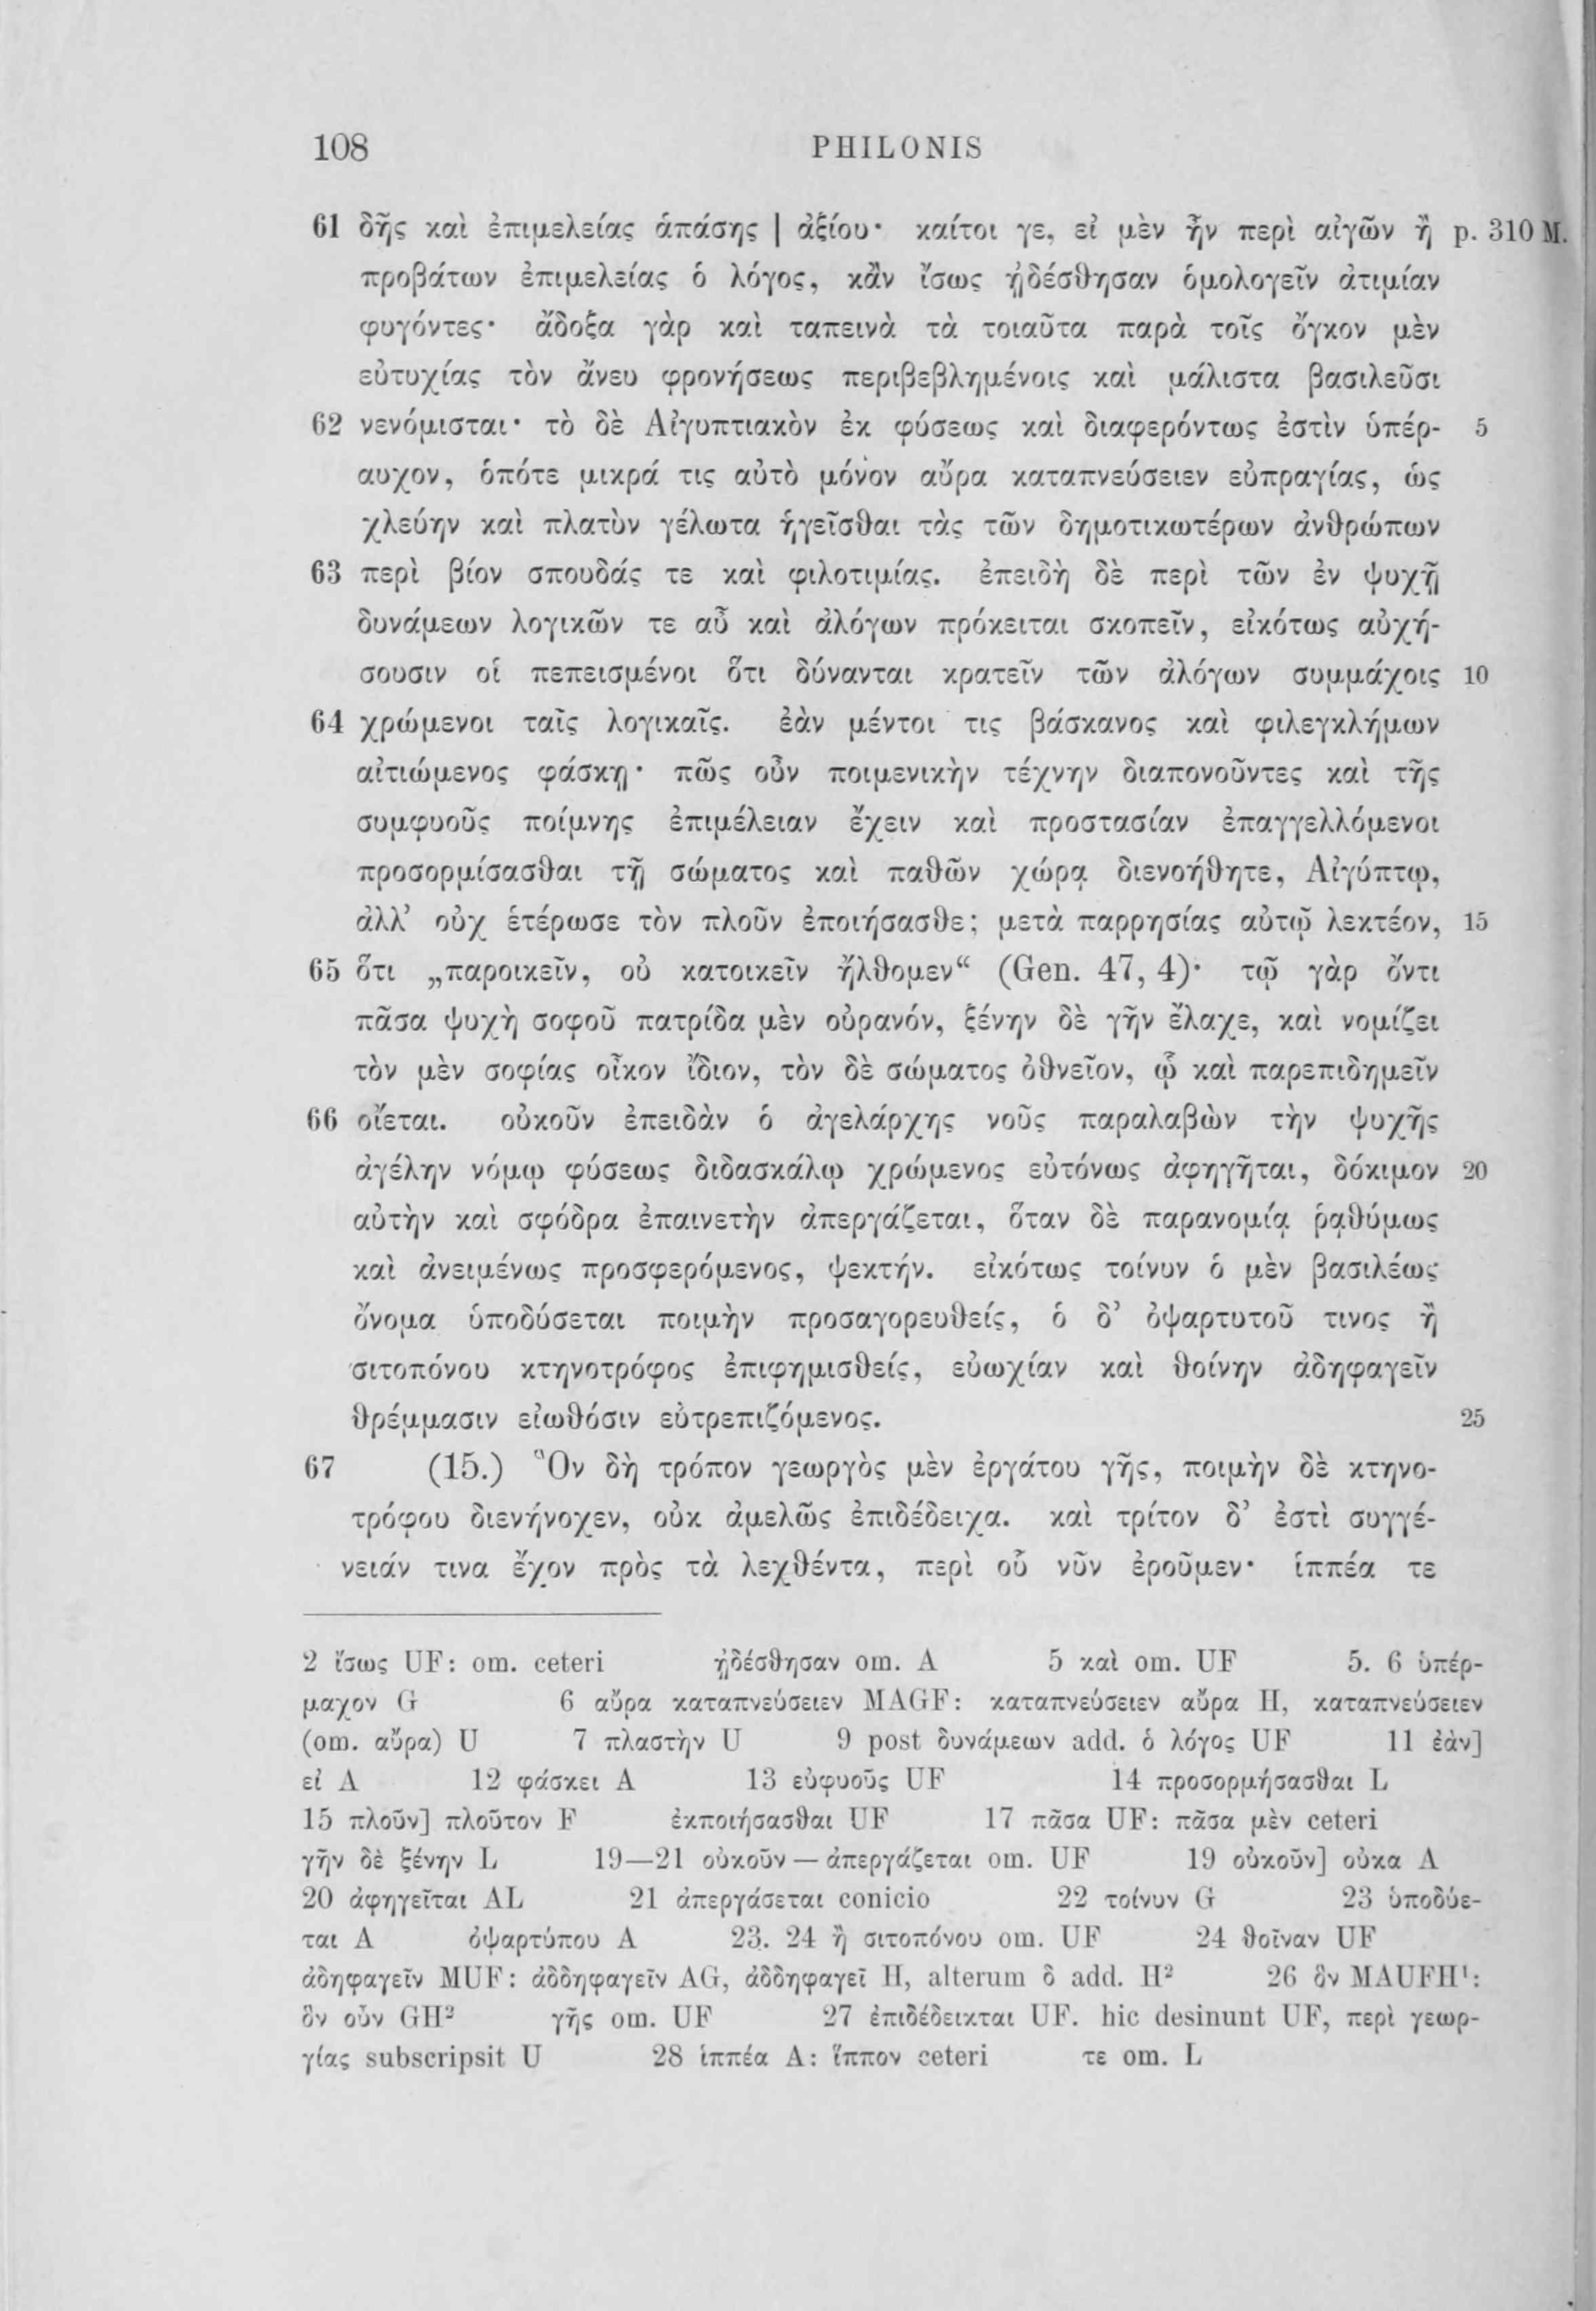 108 PHILONIS
61 δῆς καὶ ἐπιμελείας ἁπάσης | ἀξίου· καίτοι γε, εἰ μὲν ἦν περὶ αἰγῶν ἢ p. 310 M.
προβάτων ἐπιμελείας ὁ λόγος, κἂν ἴσως ᾐδέσθησαν ὁμολογεῖν ἀτιμίαν
φυγόντες· ἄδοξα γὰρ καὶ ταπεινὰ τὰ τοιαῦτα παρὰ τοῖς ὄγκον μὲν
εὐτυχίας τὸν ἄνευ φρονήσεως περιβεβλημένοις καὶ μάλιστα βασιλεῦσι
62 νενόμισται· τὸ δὲ Αἰγυπτιακὸν ἐκ φύσεως καὶ διαφερόντως ἐστὶν ὑπέρ- 5
αυχον, ὁπότε μικρά τις αὐτὸ μόνον αὔρα καταπνεύσειεν εὐπραγίας, ὡς
χλεύην καὶ πλατὺν γέλωτα ἡγεῖσθαι τὰς τῶν δημοτικωτέρων ἀνθρώπων
63 περὶ βίον σπουδάς τε καὶ φιλοτιμίας. ἐπειδὴ δὲ περὶ τῶν ἐν ψυχῇ
δυνάμεων λογικῶν τε αὖ καὶ ἀλόγων πρόκειται σκοπεῖν, εἰκότως αὐχή-
σουσιν οἱ πεπεισμένοι ὅτι δύνανται κρατεῖν τῶν ἀλόγων συμμάχοις 10
64 χρώμενοι ταῖς λογικαῖς. ἐὰν μέντοι τις βάσκανος καὶ φιλεγκλήμων
αἰτιώμενος φάσκῃ· πῶς οὖν ποιμενικὴν τέχνην διαπονοῦντες καὶ τῆς
συμφυοῦς ποίμνης ἐπιμέλειαν ἔχειν καὶ προστασίαν ἐπαγγελλόμενοι
προσορμίσασθαι τῇ σώματος καὶ παθῶν χώρᾳ διενοήθητε, Αἰγύπτῳ,
ἀλλ’ οὐχ ἑτέρωσε τὸν πλοῦν ἐποιήσασθε; μετὰ παρρησίας αὐτῷ λεκτέον, 15
65 ὅτι „παροικεῖν, οὐ κατοικεῖν ἤλθομεν“ (Gen. 47, 4)· τῷ γὰρ ὄντι
πᾶσα ψυχὴ σοφοῦ πατρίδα μὲν οὐρανόν, ξένην δὲ γῆν ἔλαχε, καὶ νομίζει
τὸν μὲν σοφίας οἶκον ἴδιον, τὸν δὲ σώματος ὀθνεῖον, ᾧ καὶ παρεπιδημεῖν
66 οἴεται. οὐκοῦν ἐπειδὰν ὁ ἀγελάρχης νοῦς παραλαβὼν τὴν ψυχῆς
ἀγέλην νόμῳ φύσεως διδασκάλῳ χρώμενος εὐτόνως ἀφηγῆται, δόκιμον 20
αὐτὴν καὶ σφόδρα ἐπαινετὴν ἀπεργάζεται, ὅταν δὲ παρανομίᾳ ῥᾳθύμως
καὶ ἀνειμένως προσφερόμενος, ψεκτήν. εἰκότως τοίνυν ὁ μὲν βασιλέως
ὄνομα ὑποδύσεται ποιμὴν προσαγορευθείς, ὁ δ’ ὀψαρτυτοῦ τινος ἢ
σιτοπόνου κτηνοτρόφος ἐπιφημισθείς, εὐωχίαν καὶ θοίνην ἀδηφαγεῖν
θρέμμασιν εἰωθόσιν εὐτρεπιζόμενος. 25
67 (15.) Ὃν δὴ τρόπον γεωργὸς μὲν ἐργάτου γῆς, ποιμὴν δὲ κτηνο-
τρόφου διενήνοχεν, οὐκ ἀμελῶς ἐπιδέδειχα. καὶ τρίτον δ’ ἐστὶ συγγέ-
νειάν τινα ἔχον πρὸς τὰ λεχθέντα, περὶ οὗ νῦν ἐροῦμεν· ἱππέα τε
2 ἴσως UF: om. ceteri ᾐδέσθησαν om. A 5 καὶ om. UF 5. 6 ὑπέρ-
μαχον G 6 αὔρα καταπνεύσειεν MAGF: καταπνεύσειεν αὔρα H, καταπνεύσειεν
(om. αὔρα) U 7 πλαστὴν U 9 post δυνάμεων add. ὁ λόγος UF 11 ἐὰν]
εἰ A 12 φάσκει A 13 εὐφυοῦς UF 14 προσορμήσασθαι L
15 πλοῦν] πλοῦτον F ἐκποιήσασθαι UF 17 πᾶσα UF: πᾶσα μὲν ceteri
γῆν δὲ ξένην L 19—21 οὐκοῦν — ἀπεργάζεται om. UF 19 οὐκοῦν] οὐκα A
20 ἀφηγεῖται AL 21 ἀπεργάσεται conicio 22 τοίνυν G 23 ὑποδύε-
ται A ὀψαρτύπου A 23. 24 ἢ σιτοπόνου om. UF 24 θοῖναν UF
ἀδηφαγεῖν MUF: ἀδδηφαγεῖν AG, ἀδδηφαγεῖ H, alterum δ add. H² 26 ὃν MAUFH¹:
ὃν οὖν GH² γῆς om. UF 27 ἐπιδέδεικται UF. hic desinunt UF, περὶ γεωρ-
γίας subscripsit U 28 ἱππέα A: ἵππον ceteri τε om. L